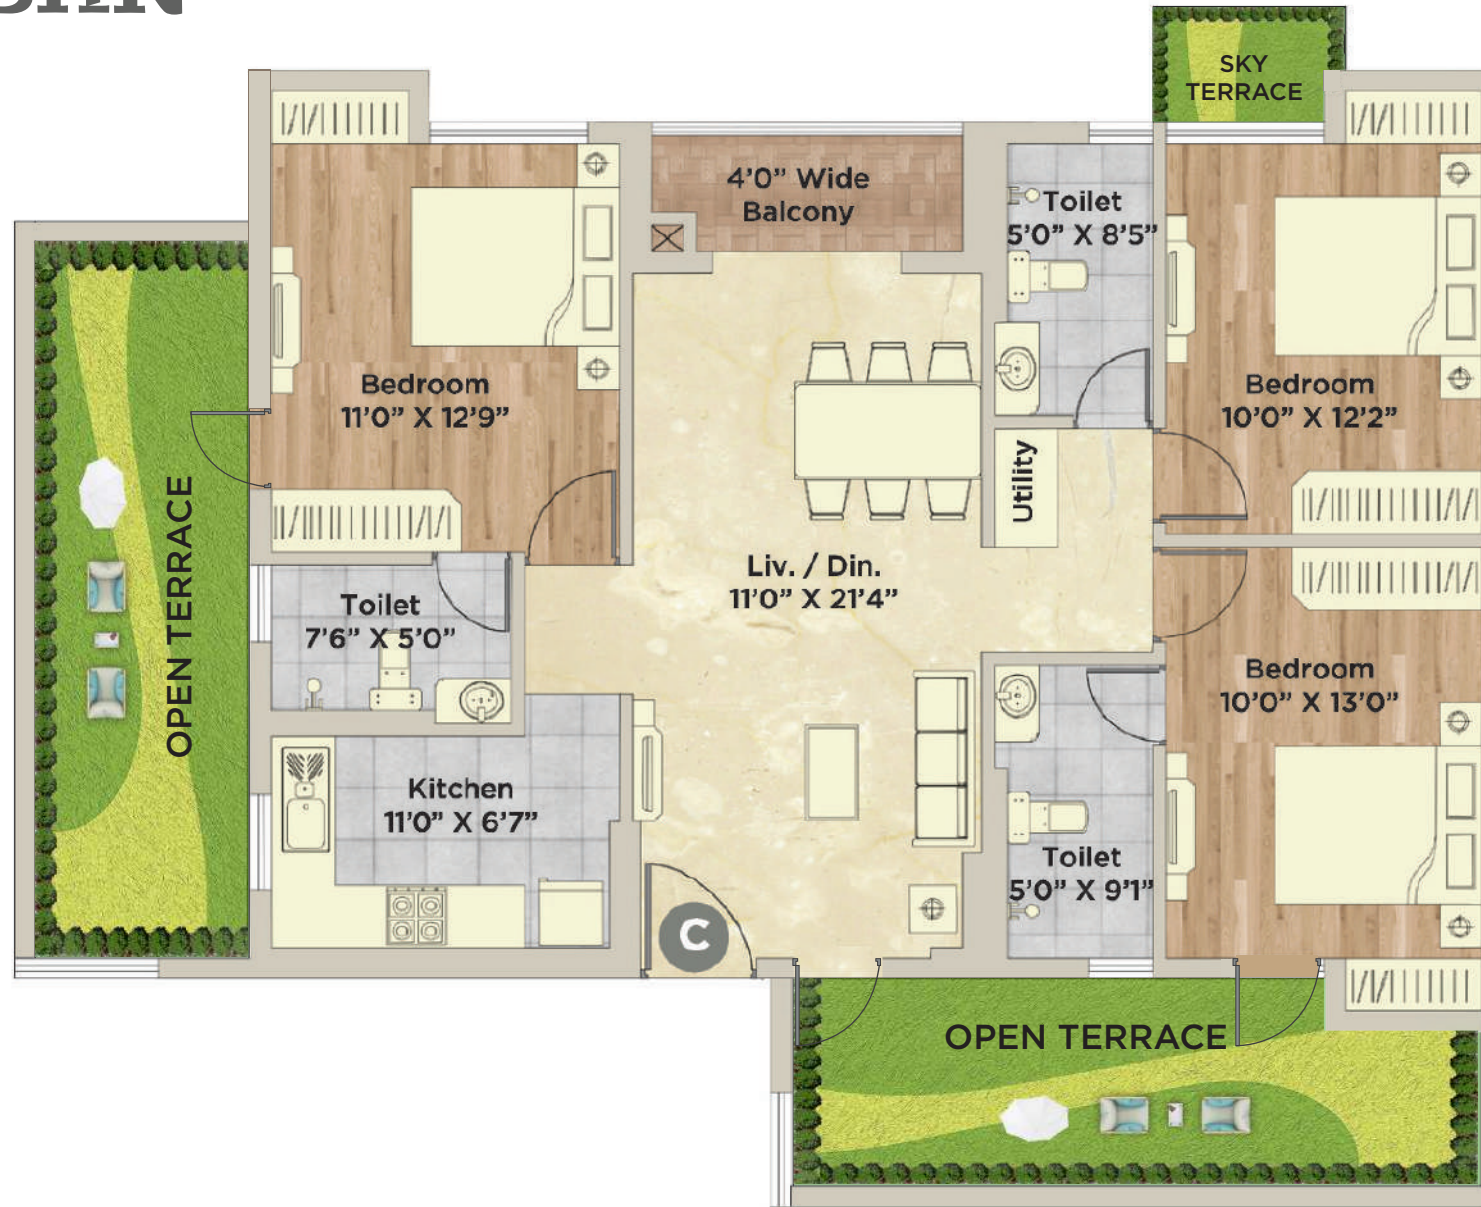 SKY
TERRACE
4'0" Wide
Balcony
Toilet
5'0" X 8'5"
Bedroom
11'0" X 12'9"
Bedroom
10'0" X 12'2"
Utility
OPEN TERRACE
Liv. / Din.
11'0" X 21'4"
Toilet
7'6" X 5'0"
Bedroom
10'0" X 13'0"
Kitchen
11'0" X 6'7"
Toilet
5'0" X 9'1"
C
OPEN TERRACE